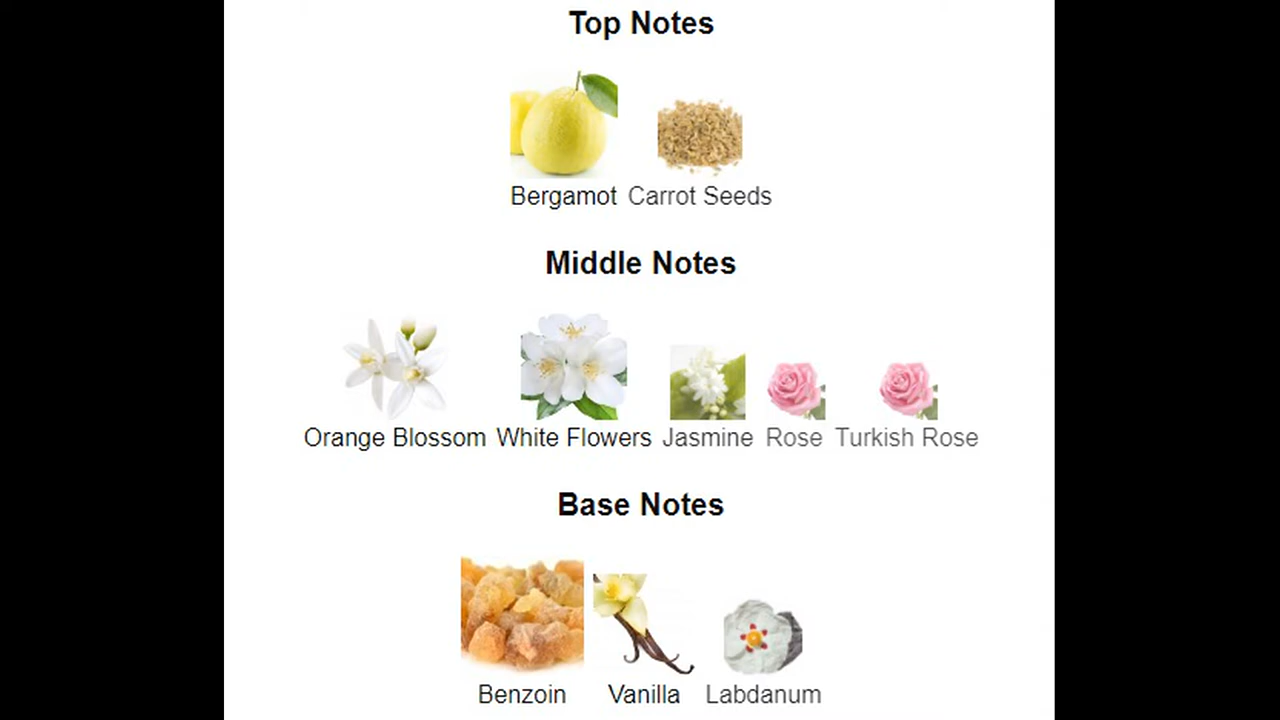 Top Notes
Bergamot Carrot Seeds
Middle Notes
Orange Blossom White Flowers Jasmine Rose Turkish Rose
Base Notes
Benzoin Vanilla Labdanum